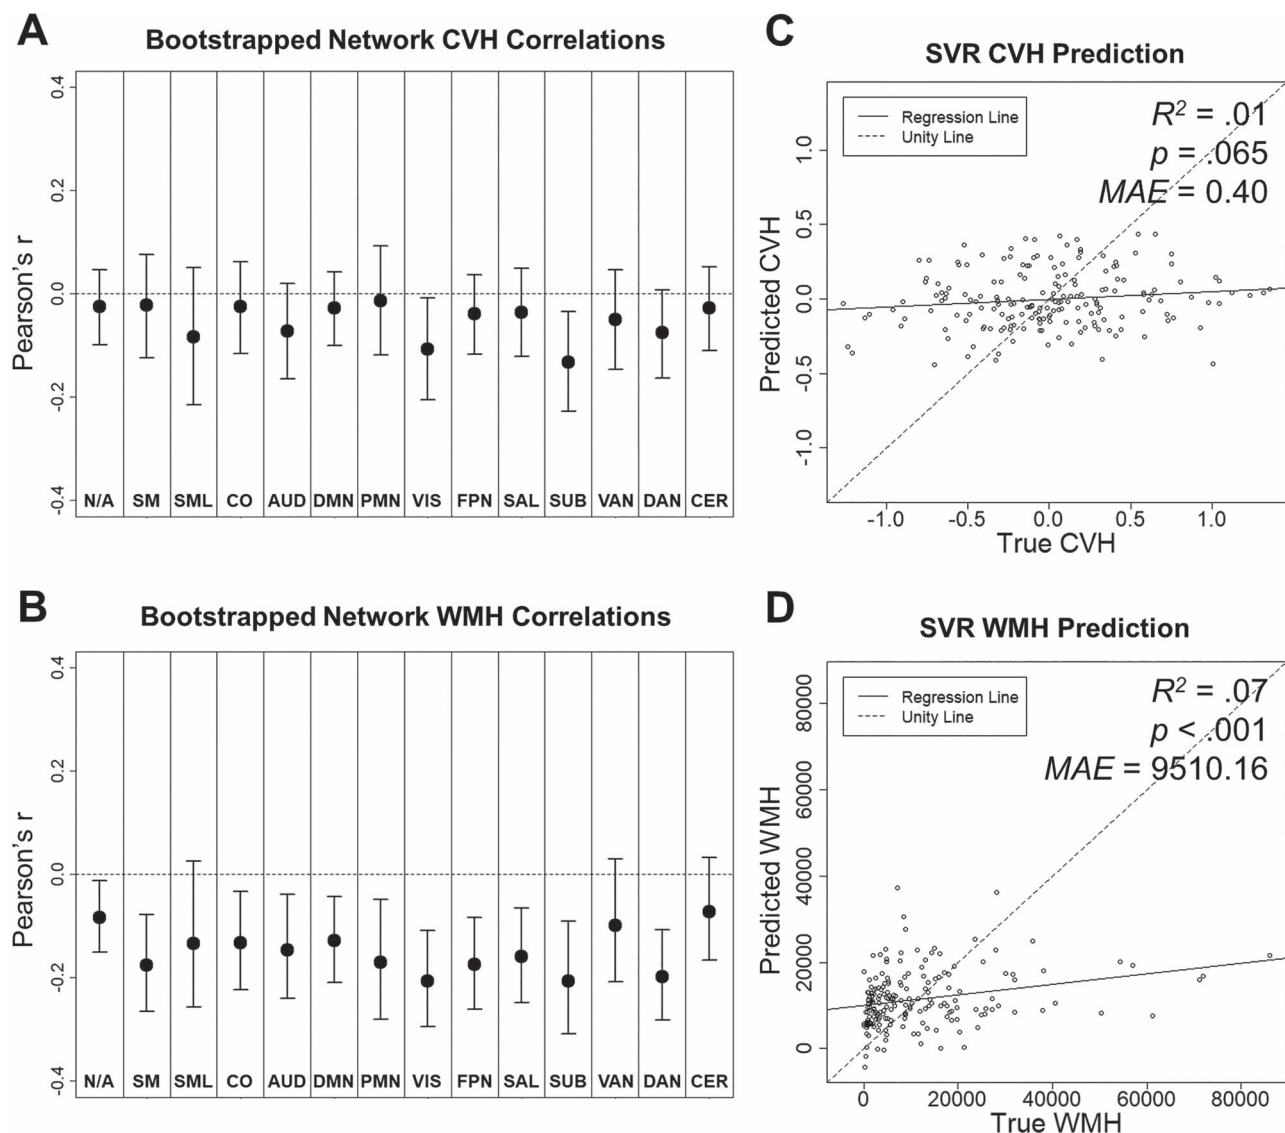 A
Bootstrapped Network CVH Correlations
Pearson's r
0.4
0.2
0.0
-0.2
-0.4
N/A SM SML CO AUD DMN PMN VIS FPN SAL SUB VAN DAN CER
C
SVR CVH Prediction
Regression Line
Unity Line
R² = .01
p = .065
MAE = 0.40
Predicted CVH
1.0
0.5
0.0
-0.5
-1.0
-1.0 -0.5 0.0 0.5 1.0
True CVH
B
Bootstrapped Network WMH Correlations
Pearson's r
0.4
0.2
0.0
-0.2
-0.4
N/A SM SML CO AUD DMN PMN VIS FPN SAL SUB VAN DAN CER
D
SVR WMH Prediction
Regression Line
Unity Line
R² = .07
p < .001
MAE = 9510.16
Predicted WMH
80000
60000
40000
20000
0
0 20000 40000 60000 80000
True WMH